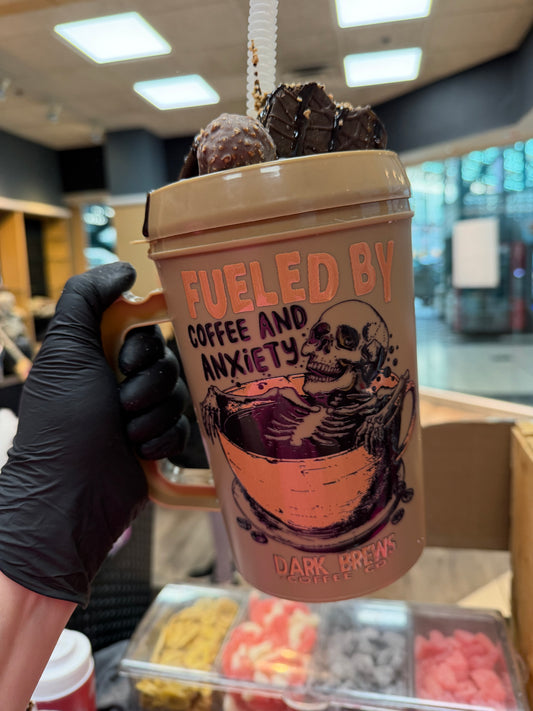 FUELED BY
COFFEE AND
ANXiETY
DARK BREWS
COFFEE CO